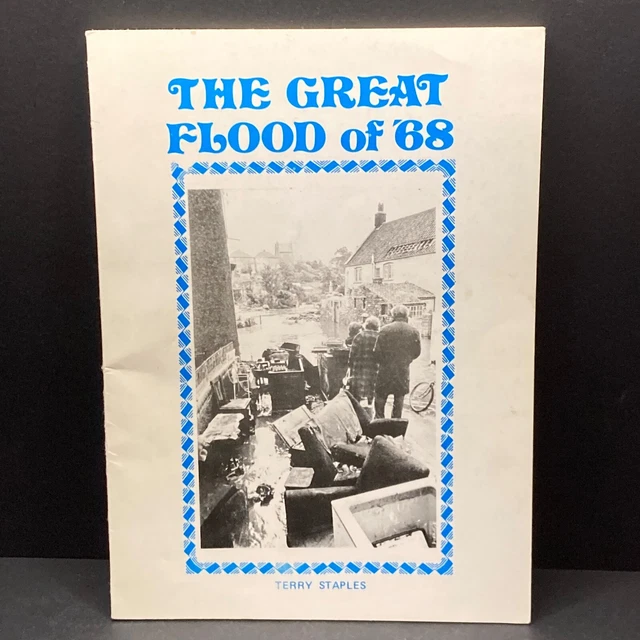 THE GREAT
FLOOD of '68
TERRY STAPLES